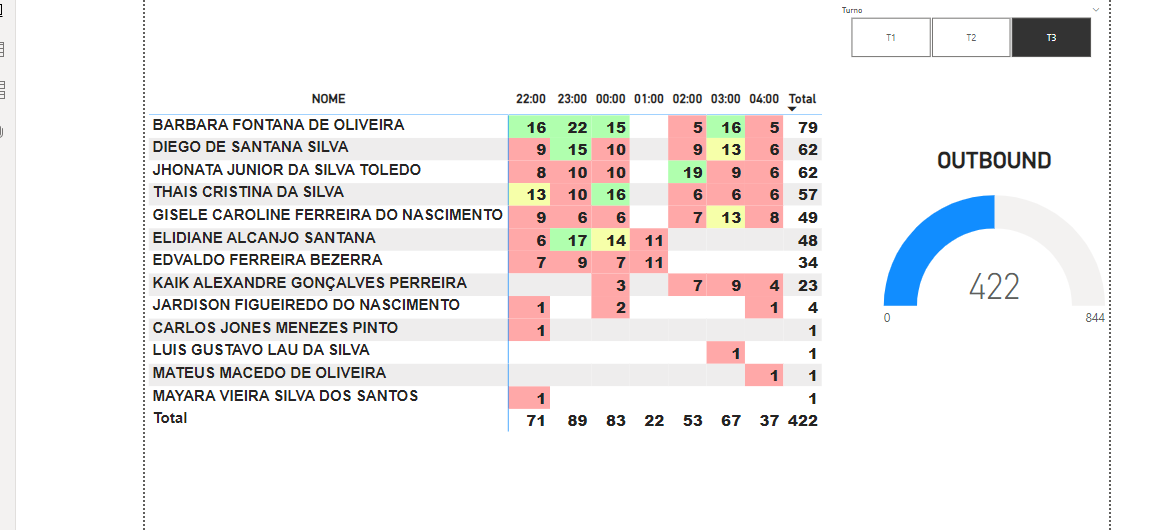 Turno
T1 T2 T3
NOME 22:00 23:00 00:00 01:00 02:00 03:00 04:00 Total
BARBARA FONTANA DE OLIVEIRA 16 22 15 5 16 5 79
DIEGO DE SANTANA SILVA 9 15 10 9 13 6 62
JHONATA JUNIOR DA SILVA TOLEDO 8 10 10 19 9 6 62
THAIS CRISTINA DA SILVA 13 10 16 6 6 6 57
GISELE CAROLINE FERREIRA DO NASCIMENTO 9 6 6 7 13 8 49
ELIDIANE ALCANJO SANTANA 6 17 14 11 48
EDVALDO FERREIRA BEZERRA 7 9 7 11 34
KAIK ALEXANDRE GONÇALVES PERREIRA 3 7 9 4 23
JARDISON FIGUEIREDO DO NASCIMENTO 1 2 1 4
CARLOS JONES MENEZES PINTO 1 1
LUIS GUSTAVO LAU DA SILVA 1 1
MATEUS MACEDO DE OLIVEIRA 1 1
MAYARA VIEIRA SILVA DOS SANTOS 1 1
Total 71 89 83 22 53 67 37 422
OUTBOUND
422
0 844